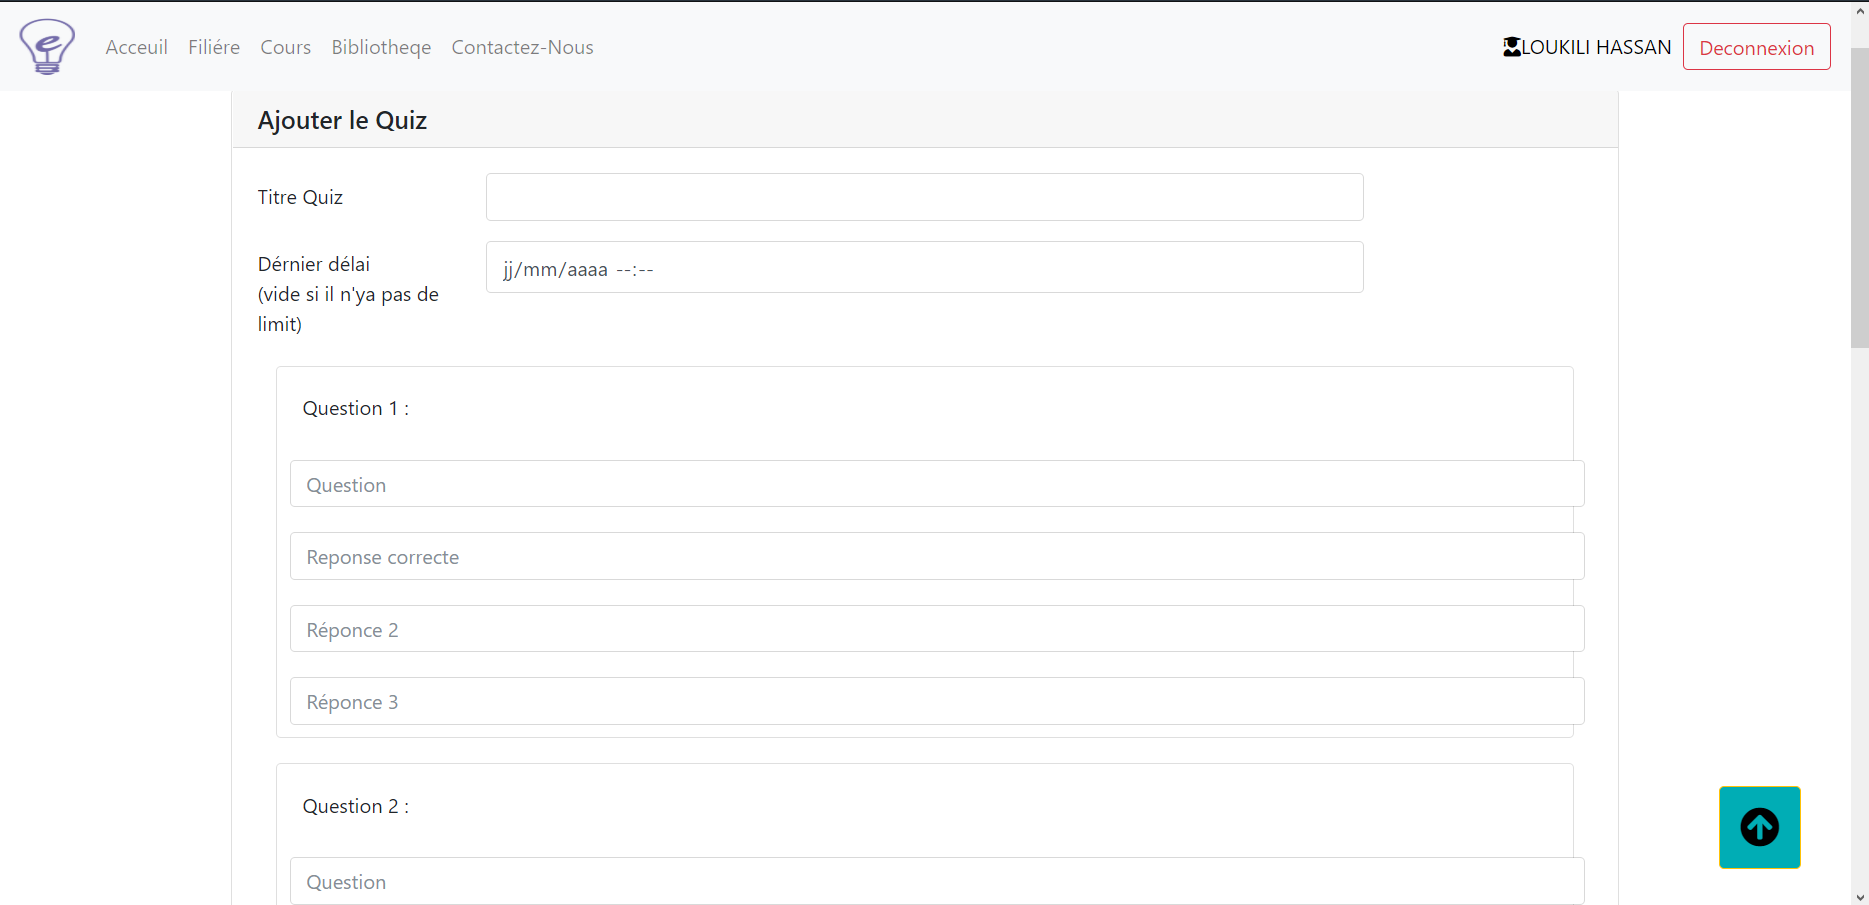 e
Acceuil Filiére Cours Bibliotheqe Contactez-Nous LOUKILI HASSAN Deconnexion
Ajouter le Quiz
Titre Quiz
Dérnier délai jj/mm/aaaa --:--
(vide si il n'ya pas de
limit)
Question 1 :
Question
Reponse correcte
Réponce 2
Réponce 3
Question 2 :
Question